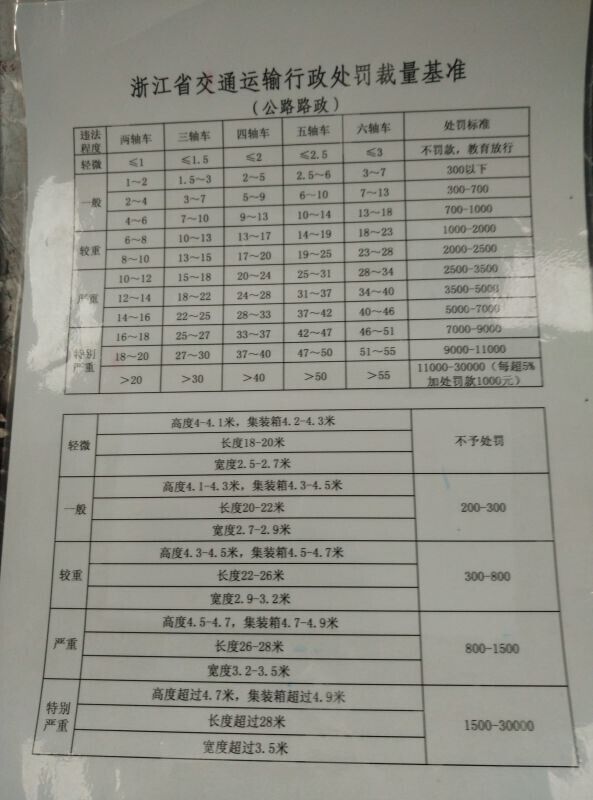 浙江省交通运输行政处罚裁量基准
(公路路政)
违法程度 两轴车 三轴车 四轴车 五轴车 六轴车 处罚标准
轻微 ≤1 ≤1.5 ≤2 ≤2.5 ≤3 不罚款，教育放行
1～2 1.5～3 2～5 2.5～6 3～7 300以下
一般 2～4 3～7 5～9 6～10 7～13 300-700
4～6 7～10 9～13 10～14 13～18 700-1000
6～8 10～13 13～17 14～19 18～23 1000-2000
较重 8～10 13～15 17～20 19～25 23～28 2000-2500
10～12 15～18 20～24 25～31 28～34 2500-3500
严重 12～14 18～22 24～28 31～37 34～40 3500-5000
14～16 22～25 28～33 37～42 40～46 5000-7000
16～18 25～27 33～37 42～47 46～51 7000-9000
特别严重 18～20 27～30 37～40 47～50 51～55 9000-11000
>20 >30 >40 >50 >55 11000-30000（每超5%加处罚款1000元）
高度4-4.1米，集装箱4.2-4.3米
轻微 长度18-20米 不予处罚
宽度2.5-2.7米
高度4.1-4.3米，集装箱4.3-4.5米
一般 长度20-22米 200-300
宽度2.7-2.9米
高度4.3-4.5米，集装箱4.5-4.7米
较重 长度22-26米 300-800
宽度2.9-3.2米
高度4.5-4.7，集装箱4.7-4.9米
严重 长度26-28米 800-1500
宽度3.2-3.5米
高度超过4.7米，集装箱超过4.9米
特别严重 长度超过28米 1500-30000
宽度超过3.5米